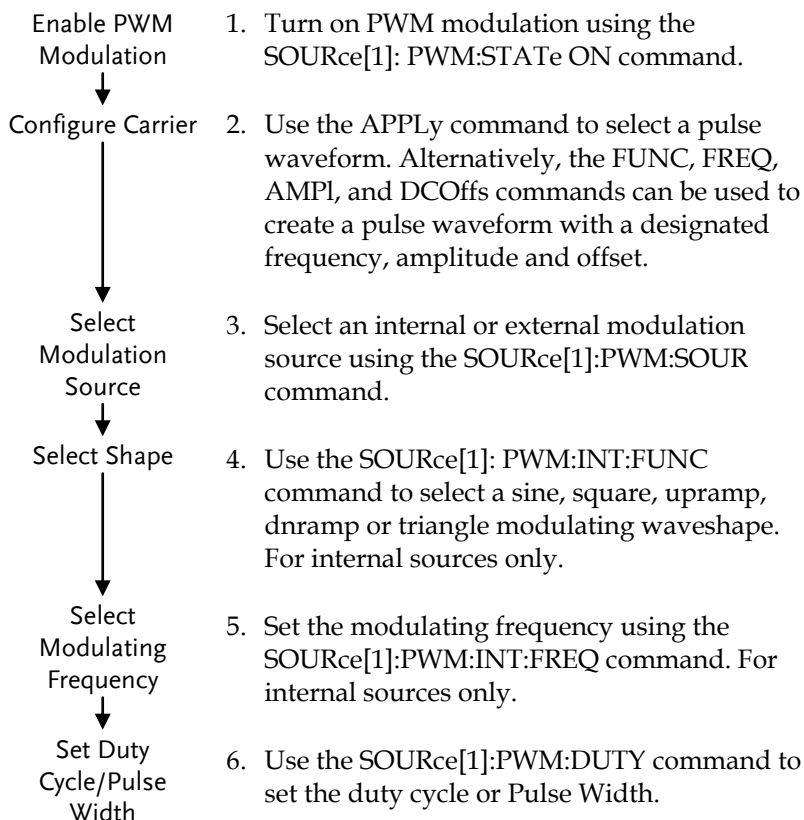 Enable PWM
Modulation
1. Turn on PWM modulation using the
SOURce[1]: PWM:STATe ON command.
Configure Carrier
2. Use the APPLy command to select a pulse
waveform. Alternatively, the FUNC, FREQ,
AMPl, and DCOffs commands can be used to
create a pulse waveform with a designated
frequency, amplitude and offset.
Select
Modulation
Source
3. Select an internal or external modulation
source using the SOURce[1]:PWM:SOUR
command.
Select Shape
4. Use the SOURce[1]: PWM:INT:FUNC
command to select a sine, square, upramp,
dnramp or triangle modulating waveshape.
For internal sources only.
Select
Modulating
Frequency
5. Set the modulating frequency using the
SOURce[1]:PWM:INT:FREQ command. For
internal sources only.
Set Duty
Cycle/Pulse
Width
6. Use the SOURce[1]:PWM:DUTY command to
set the duty cycle or Pulse Width.